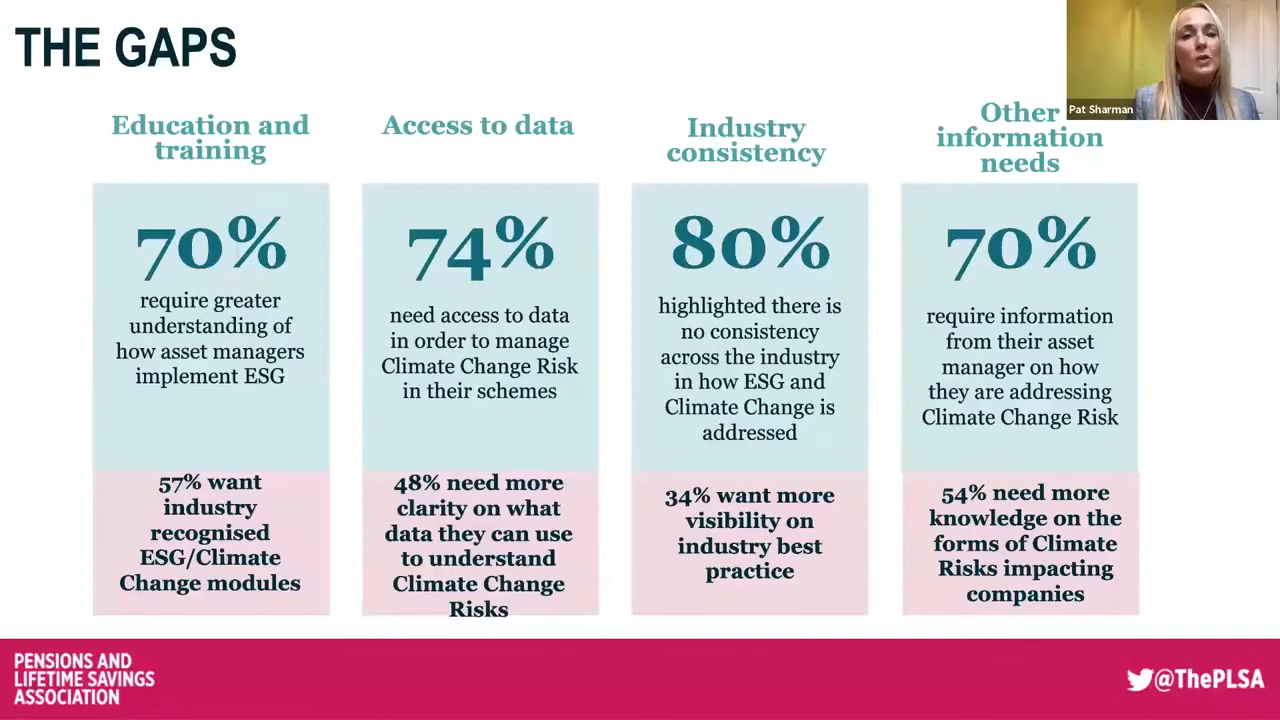 THE GAPS
Pat Sharman
Education and
training
70%
require greater
understanding of
how asset managers
implement ESG
57% want
industry
recognised
ESG/Climate
Change modules
Access to data
74%
need access to data
in order to manage
Climate Change Risk
in their schemes
48% need more
clarity on what
data they can use
to understand
Climate Change
Risks
Industry
consistency
80%
highlighted there is
no consistency
across the industry
in how ESG and
Climate Change is
addressed
34% want more
visibility on
industry best
practice
Other
information
needs
70%
require information
from their asset
manager on how
they are addressing
Climate Change Risk
54% need more
knowledge on the
forms of Climate
Risks impacting
companies
PENSIONS AND
LIFETIME SAVINGS
ASSOCIATION
@ThePLSA